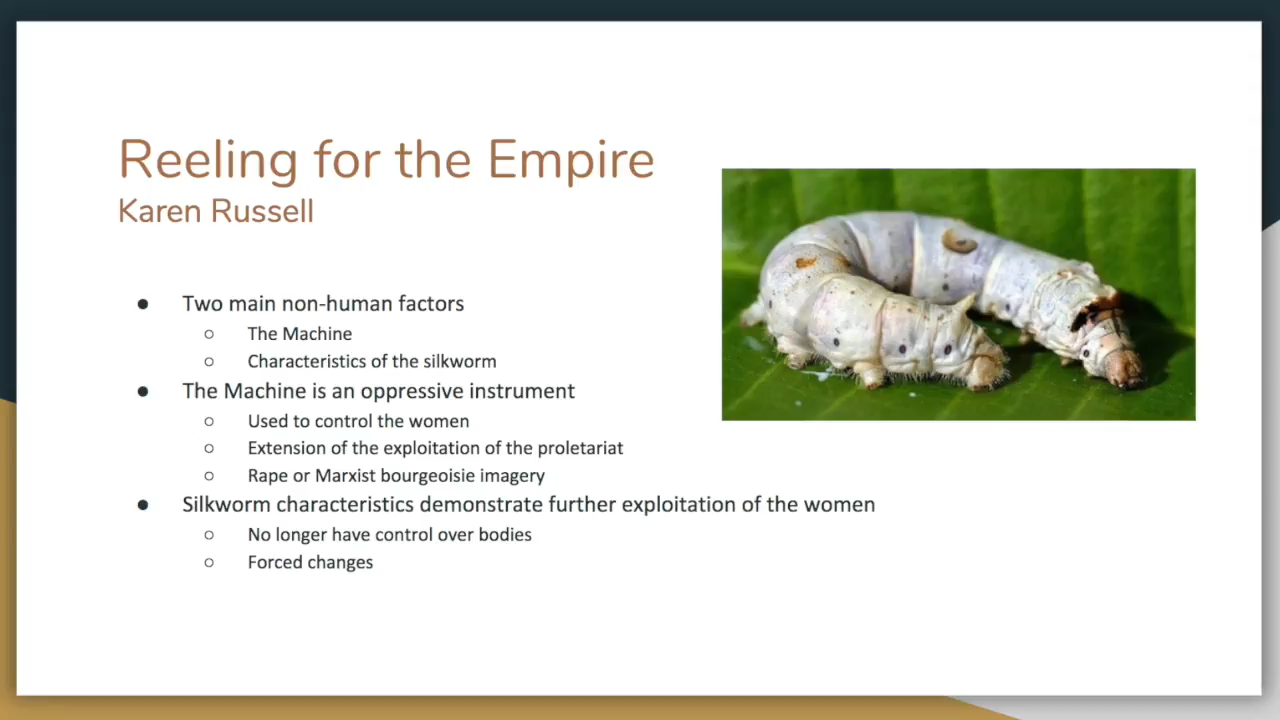 Reeling for the Empire
Karen Russell
● Two main non-human factors
○ The Machine
○ Characteristics of the silkworm
● The Machine is an oppressive instrument
○ Used to control the women
○ Extension of the exploitation of the proletariat
○ Rape or Marxist bourgeoisie imagery
● Silkworm characteristics demonstrate further exploitation of the women
○ No longer have control over bodies
○ Forced changes